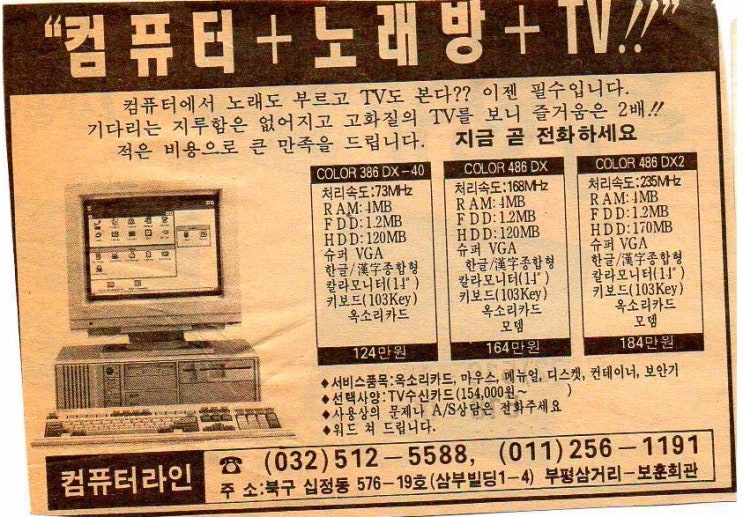 “컴퓨터+노래방+TV!!”
컴퓨터에서 노래도 부르고 TV도 본다?? 이젠 필수입니다.
기다리는 지루함은 없어지고 고화질의 TV를 보니 즐거움은 2배!!
적은 비용으로 큰 만족을 드립니다. 지금 곧 전화하세요
COLOR 386 DX-40
처리속도:73MHz
RAM:4MB
FDD:1.2MB
HDD:120MB
슈퍼 VGA
한글/漢字종합형
칼라모니터(14")
키보드(103Key)
옥소리카드
124만원
COLOR 486 DX
처리속도:168MHz
RAM:4MB
FDD:1.2MB
HDD:120MB
슈퍼 VGA
한글/漢字종합형
칼라모니터(14")
키보드(103Key)
옥소리카드
모뎀
164만원
COLOR 486 DX2
처리속도:235MHz
RAM:4MB
FDD:1.2MB
HDD:170MB
슈퍼 VGA
한글/漢字종합형
칼라모니터(14")
키보드(103Key)
옥소리카드
모뎀
184만원
◆서비스품목:옥소리카드, 마우스, 메뉴얼, 디스켓, 컨테이너, 보안기
◆선택사양:TV수신카드(154,000원~ )
◆사용상의 문제나 A/S상담은 전화주세요
◆워드 쳐 드립니다.
컴퓨터라인
☎ (032)512-5588, (011)256-1191
주 소:북구 십정동 576-19호(삼부빌딩1-4) 부평삼거리-보훈회관